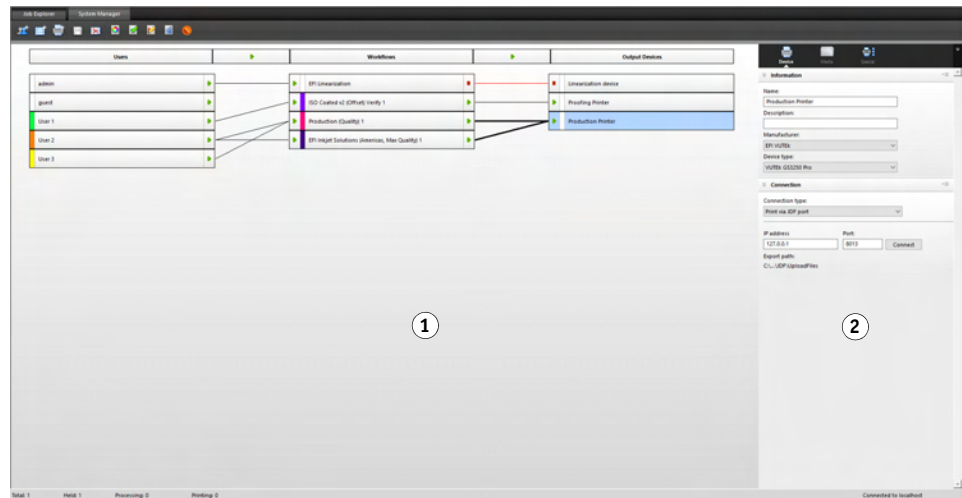 Job Explorer System Manager
Users Workflows Output Devices
admin EFI Linearization Linearization device
guest ISO Coated v2 (Offset) Verify 1 Proofing Printer
User 1 Production (Quality) 1 Production Printer
User 2 EFI Inkjet Solutions (Americas, Max Quality) 1
User 3
Device Media Special
Information
Name:
Production Printer
Description:
Manufacturer:
EFI VUTEk
Device type:
VUTEk GS3250 Pro
Connection
Connection type:
Print via JDF port
IP address: Port:
127.0.0.1 8013 Connect
Export path:
C:\...\JDF\UploadFiles
1
2
Total: 1 Held: 1 Processing: 0 Printing: 0 Connected to localhost